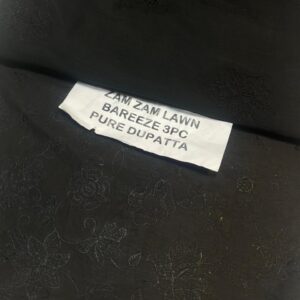 ZAM ZAM LAWN
BAREEZE 3PC
PURE DUPATTA